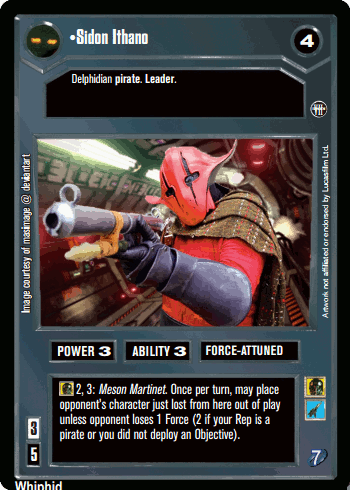 •Sidon Ithano
4
Delphidian pirate. Leader.
Image courtesy of maximage @ deviantart
Artwork not affiliated or endorsed by Lucasfilm Ltd.
POWER 3
ABILITY 3
FORCE-ATTUNED
2, 3: Meson Martinet. Once per turn, may place
opponent's character just lost from here out of play
unless opponent loses 1 Force (2 if your Rep is a
pirate or you did not deploy an Objective).
3
5
7
Whiphid